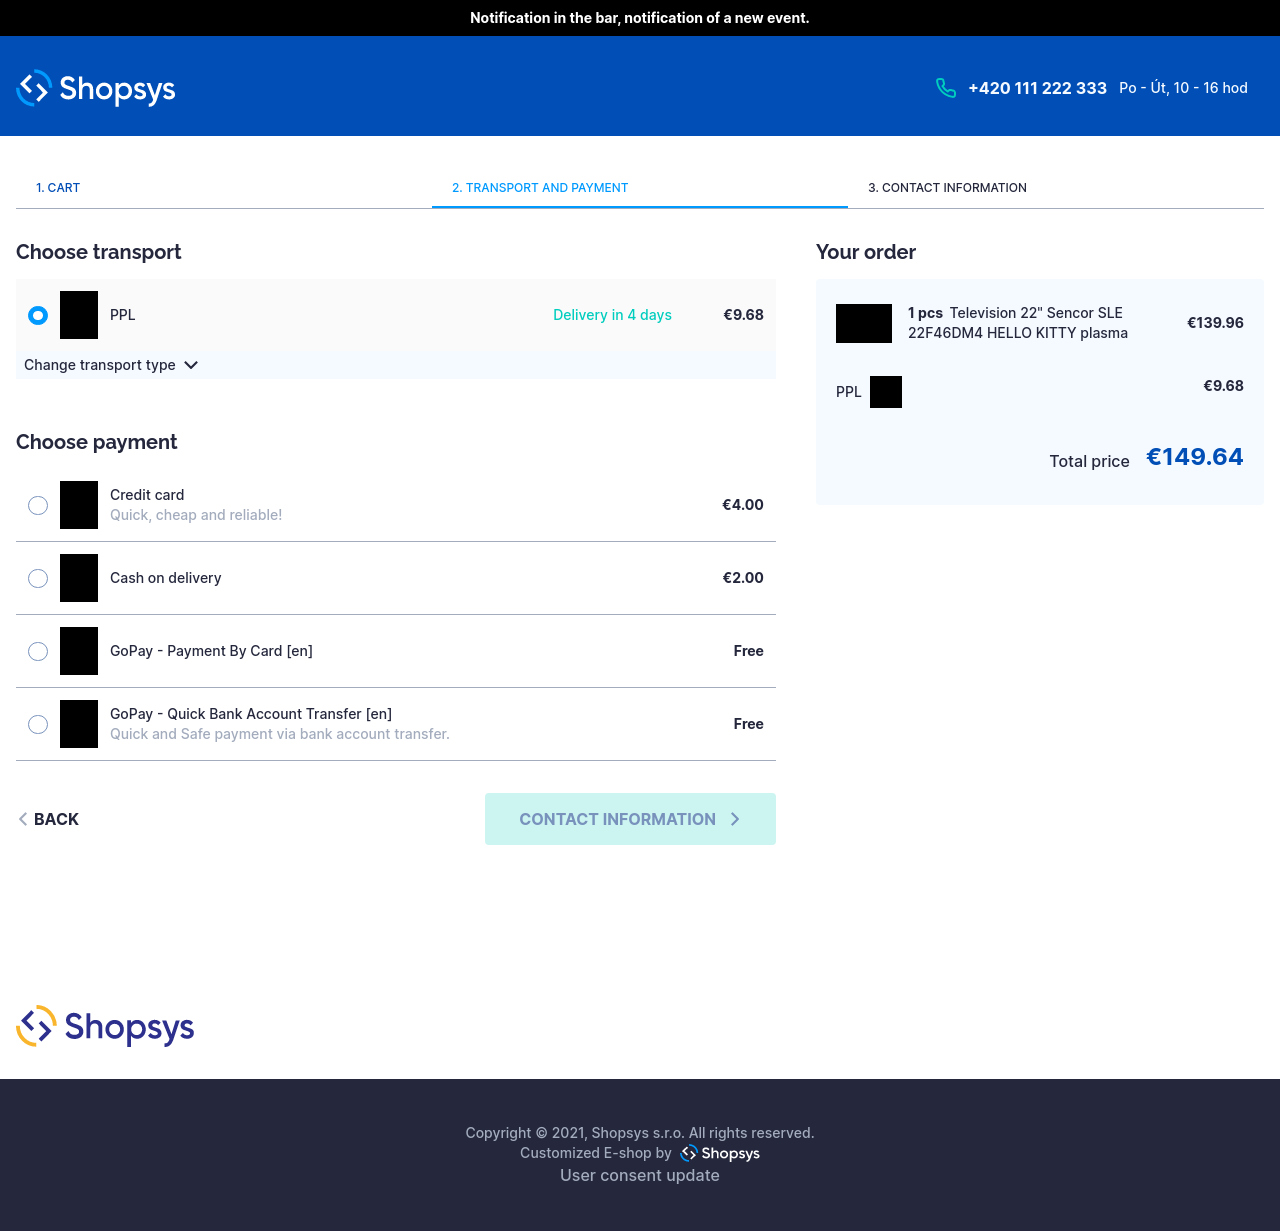 Notification in the bar, notification of a new event.
Shopsys
+420 111 222 333 Po - Út, 10 - 16 hod
1. CART
2. TRANSPORT AND PAYMENT
3. CONTACT INFORMATION
Choose transport
PPL Delivery in 4 days €9.68
Change transport type
Choose payment
Credit card
Quick, cheap and reliable!
€4.00
Cash on delivery €2.00
GoPay - Payment By Card [en] Free
GoPay - Quick Bank Account Transfer [en]
Quick and Safe payment via bank account transfer.
Free
BACK
CONTACT INFORMATION
Your order
1 pcs Television 22" Sencor SLE
22F46DM4 HELLO KITTY plasma
€139.96
PPL €9.68
Total price €149.64
Shopsys
Copyright © 2021, Shopsys s.r.o. All rights reserved.
Customized E-shop by Shopsys
User consent update